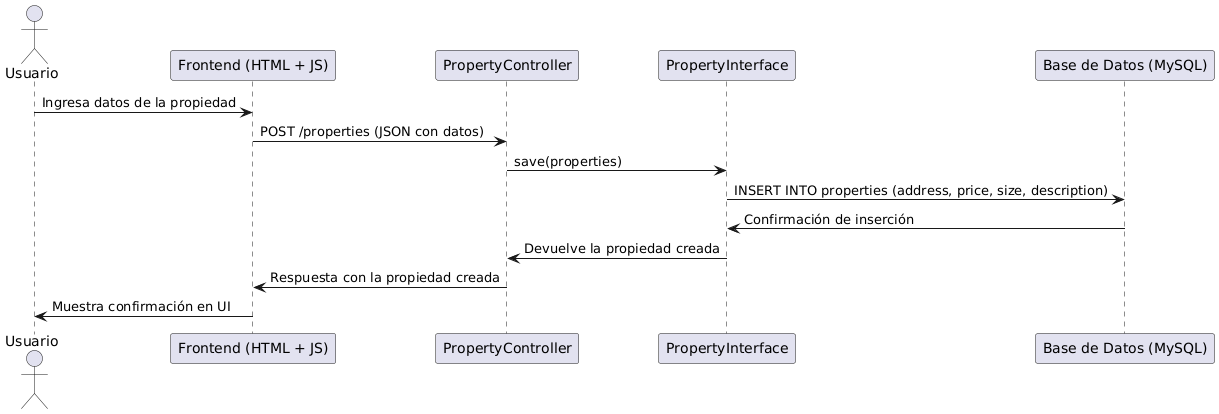 Usuario
Frontend (HTML + JS)
PropertyController
PropertyInterface
Base de Datos (MySQL)
Ingresa datos de la propiedad
POST /properties (JSON con datos)
save(properties)
INSERT INTO properties (address, price, size, description)
Confirmación de inserción
Devuelve la propiedad creada
Respuesta con la propiedad creada
Muestra confirmación en UI
Usuario
Frontend (HTML + JS)
PropertyController
PropertyInterface
Base de Datos (MySQL)